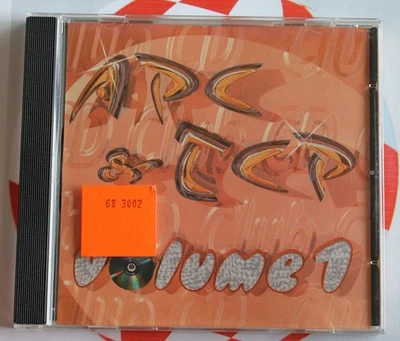 APC
& TCP
68 3002
Volume 1